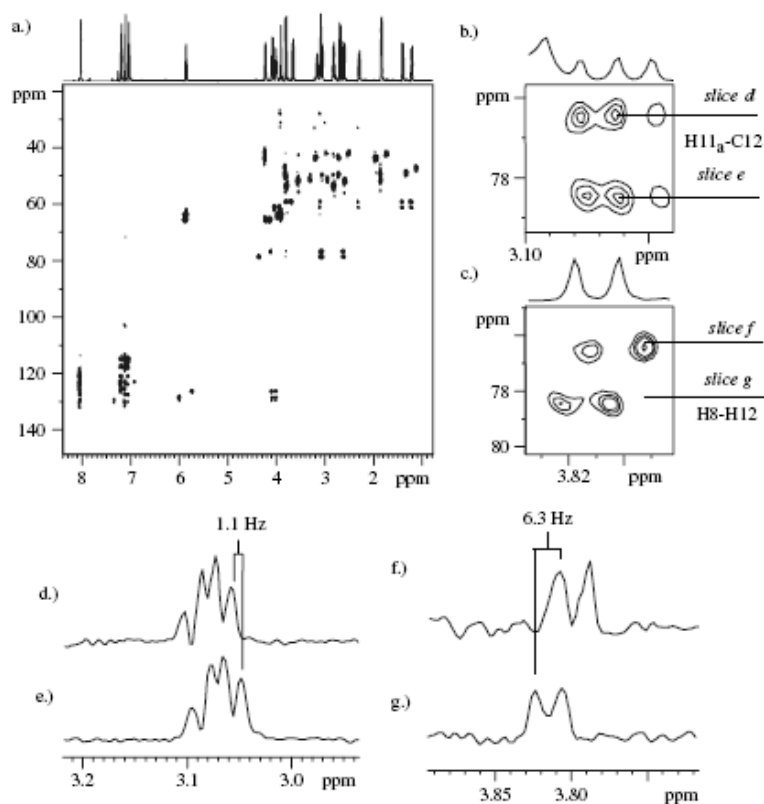 a.)
ppm
40
60
80
100
120
140
8 7 6 5 4 3 2 ppm
b.)
ppm
78
3.10 ppm
slice d
H11a-C12
slice e
c.)
ppm
78
80
3.82 ppm
slice f
slice g
H8-H12
1.1 Hz
d.)
e.)
3.2 3.1 3.0 ppm
6.3 Hz
f.)
g.)
3.85 3.80 ppm